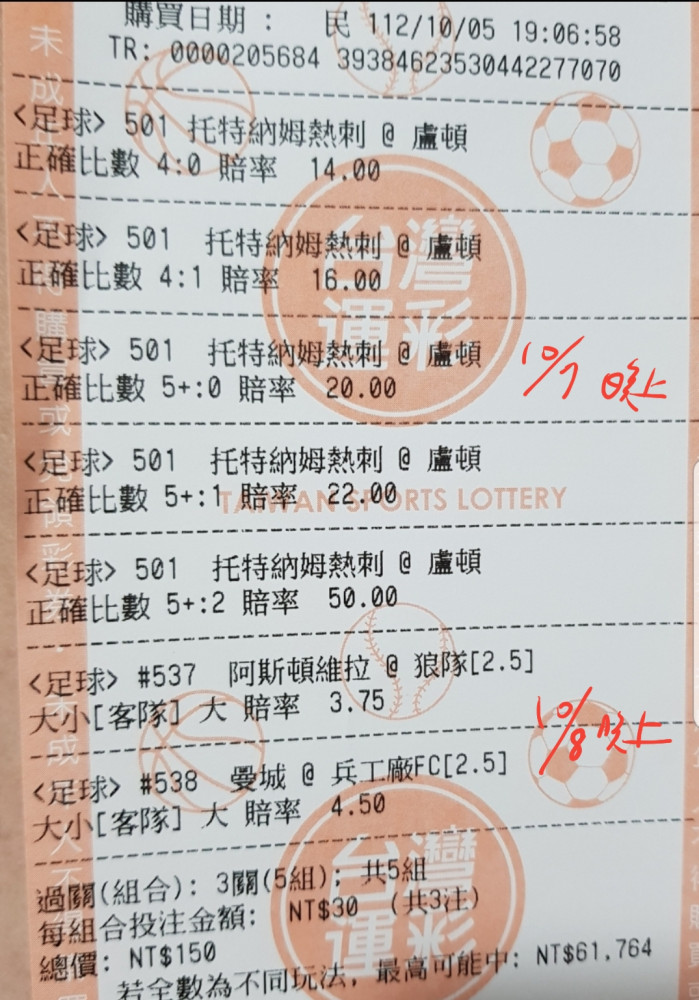 購買日期: 民 112/10/05 19:06:58
TR: 0000205684 39384623530442277070
<足球> 501 托特納姆熱刺 @ 盧頓
正確比數 4:0 賠率 14.00
<足球> 501 托特納姆熱刺 @ 盧頓
正確比數 4:1 賠率 16.00
<足球> 501 托特納姆熱刺 @ 盧頓
正確比數 5+:0 賠率 20.00
10/7 晚上
<足球> 501 托特納姆熱刺 @ 盧頓
正確比數 5+:1 賠率 22.00
TAIWAN SPORTS LOTTERY
<足球> 501 托特納姆熱刺 @ 盧頓
正確比數 5+:2 賠率 50.00
<足球> #537 阿斯頓維拉 @ 狼隊[2.5]
大小[客隊] 大 賠率 3.75
10/8 晚上
<足球> #538 曼城 @ 兵工廠FC[2.5]
大小[客隊] 大 賠率 4.50
過關(組合): 3關(5組); 共5組
每組合投注金額: NT$30 (共3注)
總價: NT$150
若全數為不同玩法, 最高可能中: NT$61,764
台灣運彩
台灣運彩